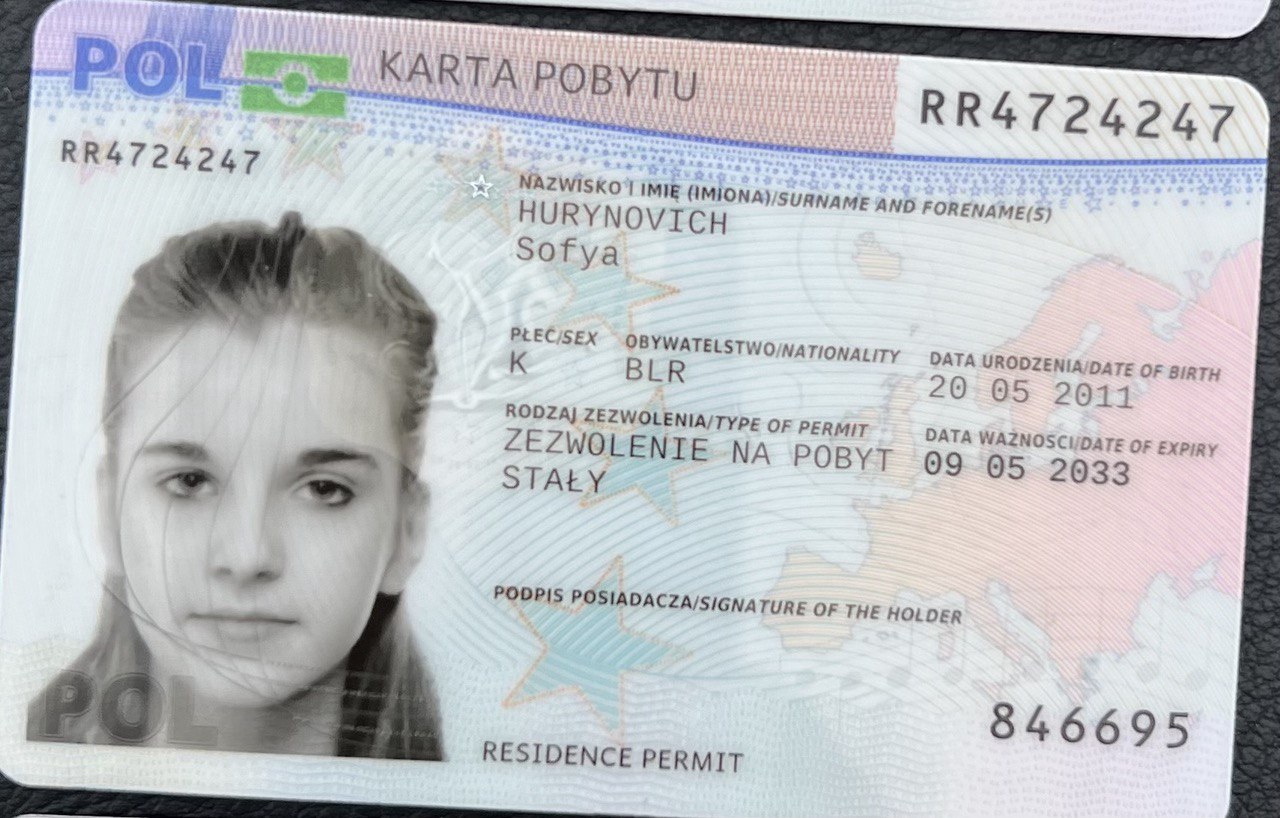 POL KARTA POBYTU RR4724247
RR4724247
NAZWISKO I IMIĘ (IMIONA)/SURNAME AND FORENAME(S)
HURYNOVICH
Sofya
PŁEĆ/SEX OBYWATELSTWO/NATIONALITY DATA URODZENIA/DATE OF BIRTH
K BLR 20 05 2011
RODZAJ ZEZWOLENIA/TYPE OF PERMIT DATA WAŻNOŚCI/DATE OF EXPIRY
ZEZWOLENIE NA POBYT 09 05 2033
STAŁY
PODPIS POSIADACZA/SIGNATURE OF THE HOLDER
POL
846695
RESIDENCE PERMIT